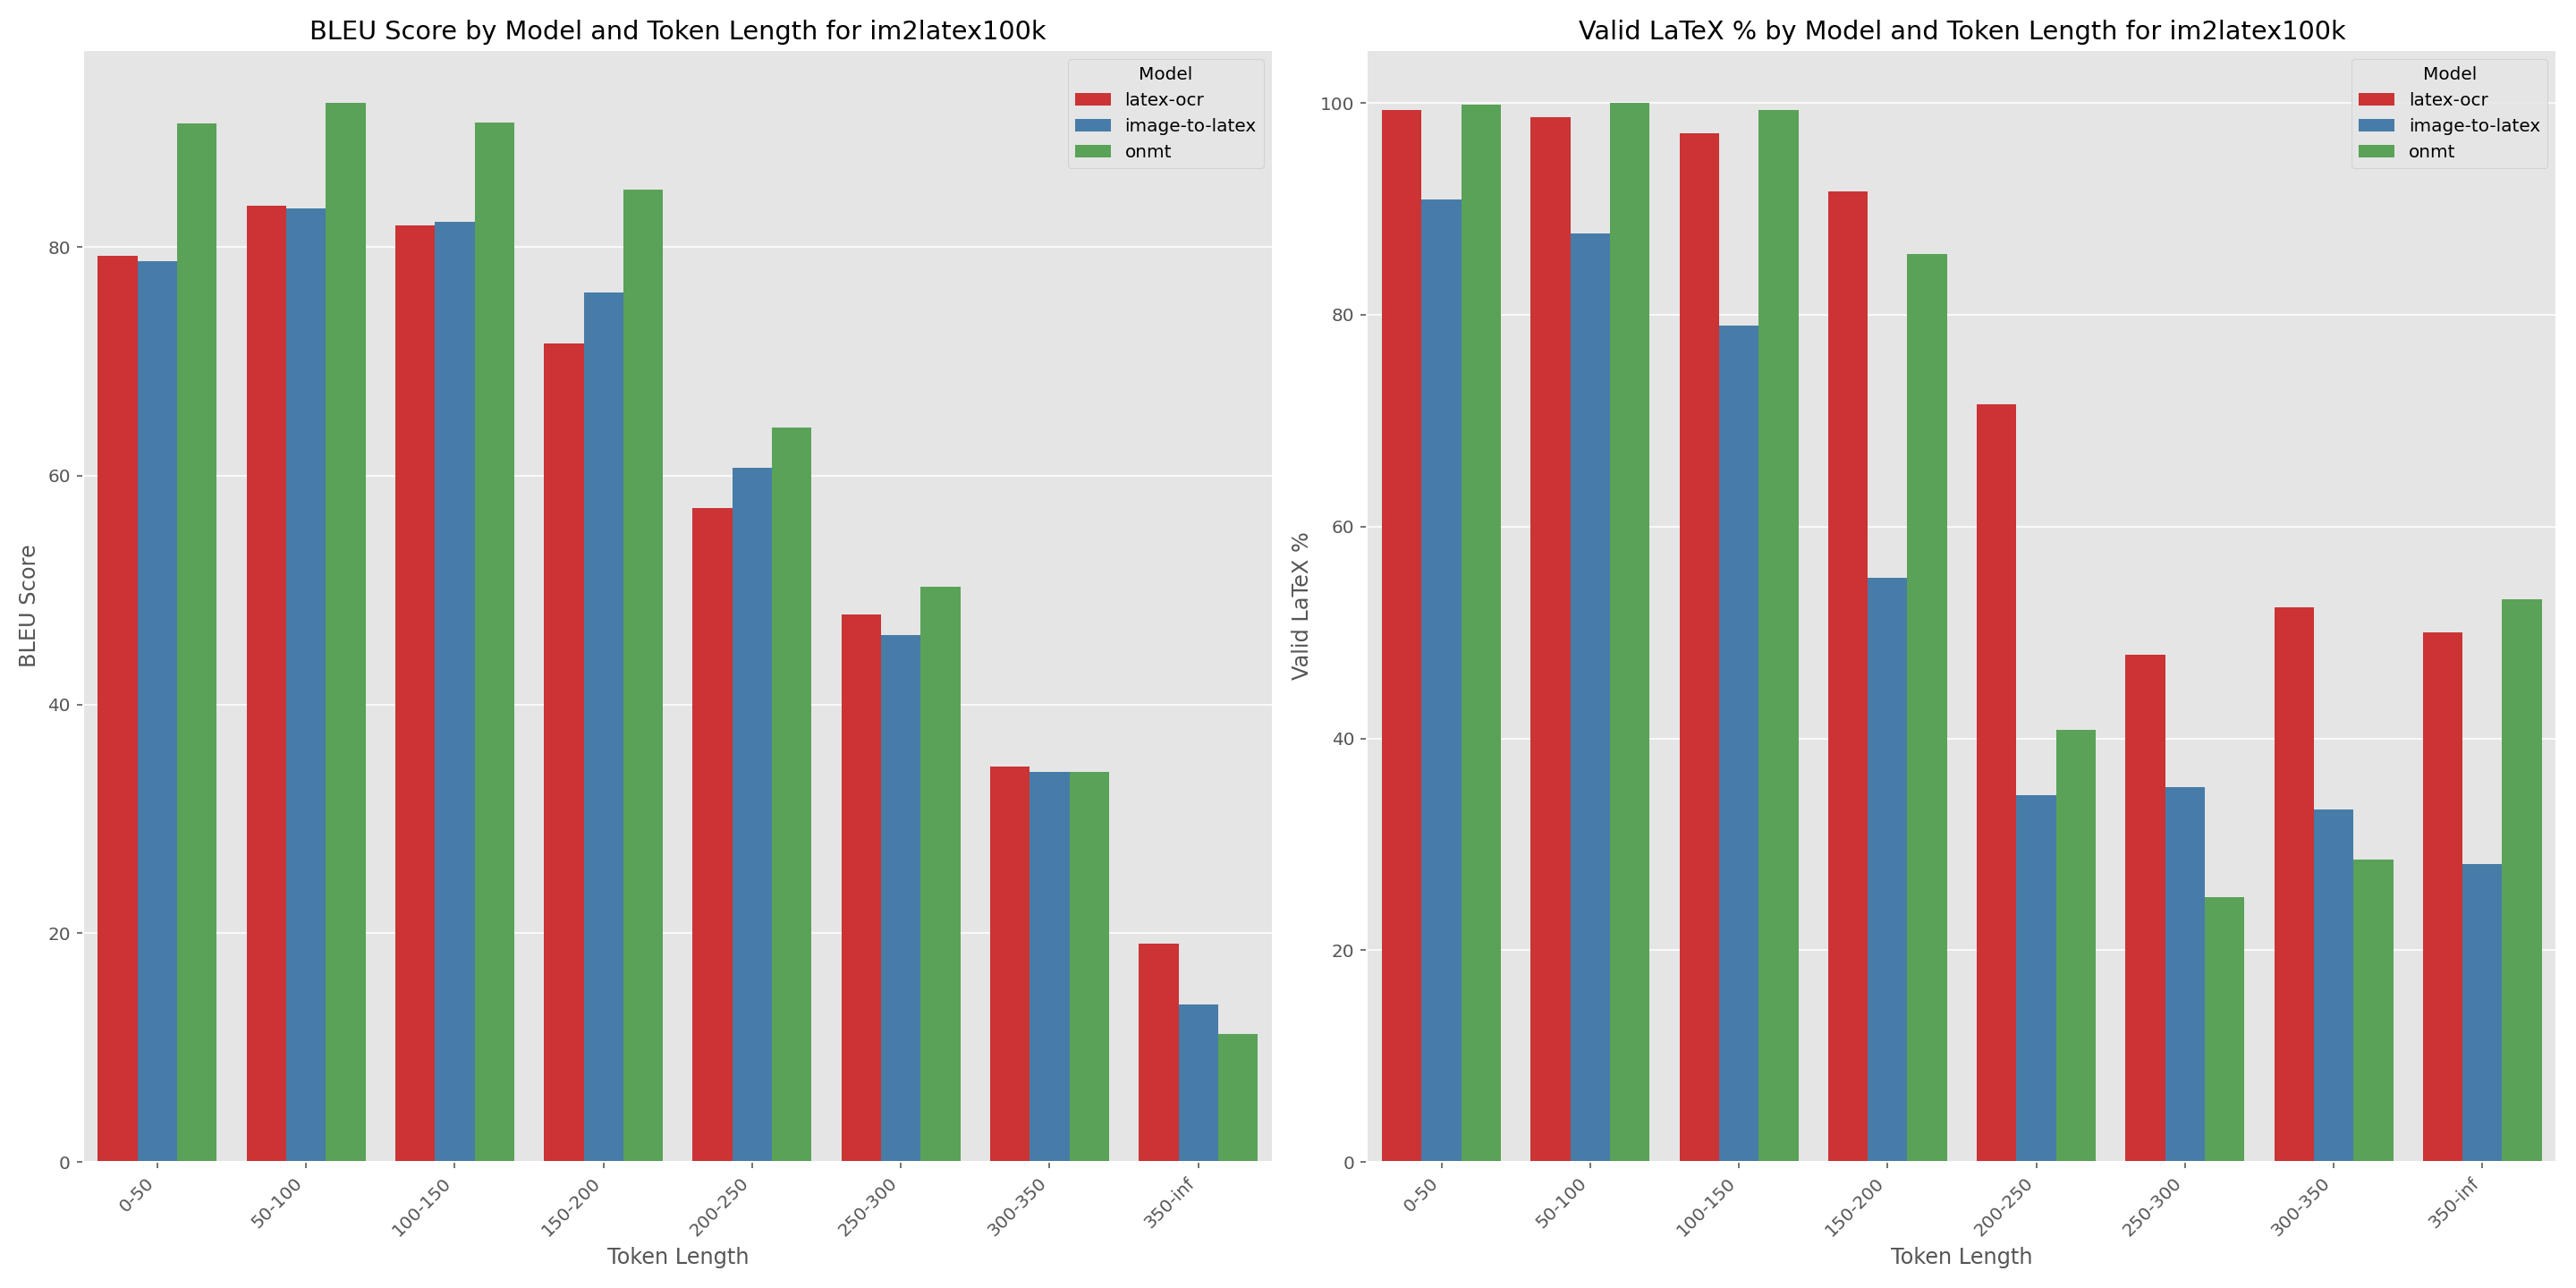 BLEU Score by Model and Token Length for im2latex100k
Model
latex-ocr
image-to-latex
onmt
BLEU Score
80
60
40
20
0
0-50
50-100
100-150
150-200
200-250
250-300
300-350
350-inf
Token Length
Valid LaTeX % by Model and Token Length for im2latex100k
Model
latex-ocr
image-to-latex
onmt
Valid LaTeX %
100
80
60
40
20
0
0-50
50-100
100-150
150-200
200-250
250-300
300-350
350-inf
Token Length